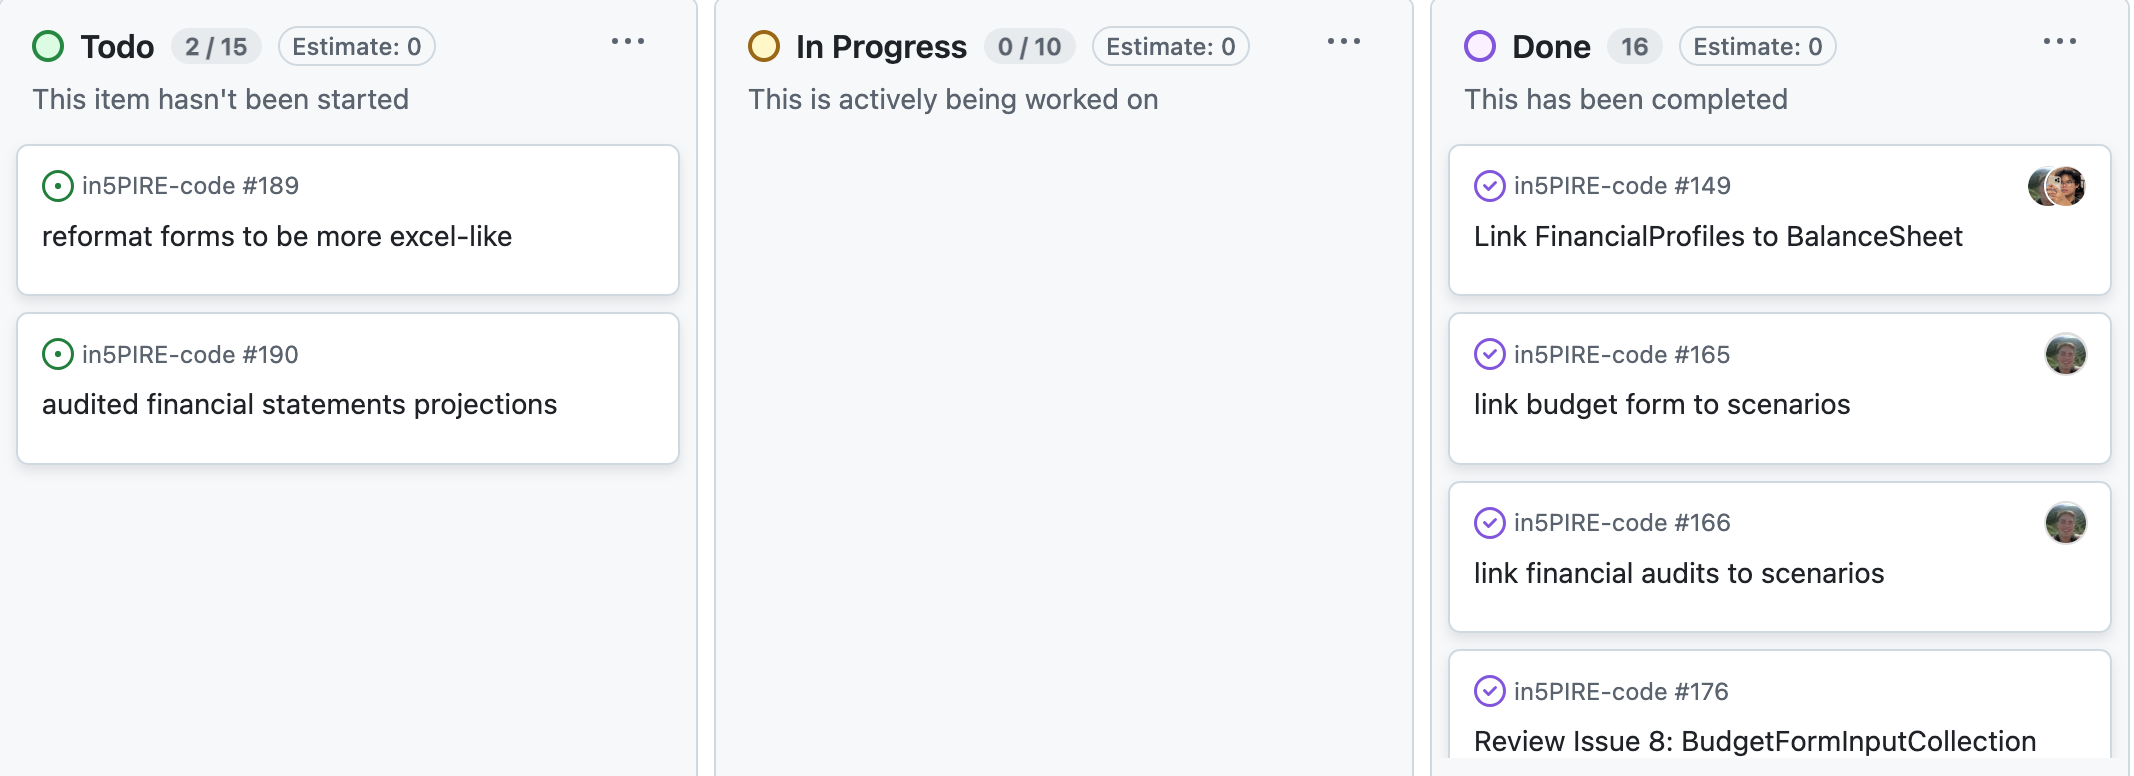 Todo 2 / 15 Estimate: 0
This item hasn't been started
in5PIRE-code #189
reformat forms to be more excel-like
in5PIRE-code #190
audited financial statements projections
In Progress 0 / 10 Estimate: 0
This is actively being worked on
Done 16 Estimate: 0
This has been completed
in5PIRE-code #149
Link FinancialProfiles to BalanceSheet
in5PIRE-code #165
link budget form to scenarios
in5PIRE-code #166
link financial audits to scenarios
in5PIRE-code #176
Review Issue 8: BudgetFormInputCollection